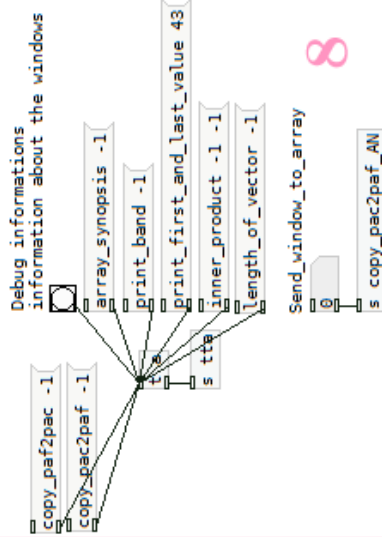 Debug informations
information about the windows
array_synopsis -1
print_band -1
print_first_and_last_value 43
inner_product -1 -1
length_of_vector -1
copy_paf2pac -1
copy_pac2paf -1
t a
s tta
Send_window_to_array
0
s copy_pac2paf_AN
8